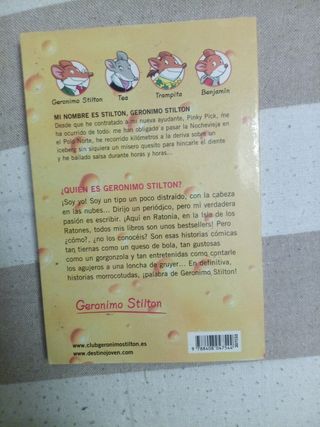 Geronimo Stilton
Tea
Trampita
Benjamín
MI NOMBRE ES STILTON, GERONIMO STILTON
Desde que he contratado a mi nueva ayudante, Pinky Pick, me
ha ocurrido de todo: me han obligado a pasar la Nochevieja en
el Polo Norte, he recorrido kilómetros a la deriva sobre un
iceberg sin siquiera un mísero quesito para hincarle el diente
y he bailado salsa durante horas y horas...
¿QUIÉN ES GERONIMO STILTON?
¡Soy yo! Soy un tipo un poco distraído, con la cabeza
en las nubes... Dirijo un periódico, pero mi verdadera
pasión es escribir. ¡Aquí en Ratonia, en la Isla de los
Ratones, todos mis libros son unos bestsellers! Pero
¿cómo?, ¿no los conocéis? Son esas historias cómicas
tan tiernas como un queso de bola, tan gustosas
como un gorgonzola y tan entretenidas como contarle
los agujeros a una loncha de gruyer... En definitiva,
historias morrocotudas, ¡palabra de Geronimo Stilton!
Geronimo Stilton
www.clubgeronimostilton.es
www.destinojoven.com
9 788408 047544